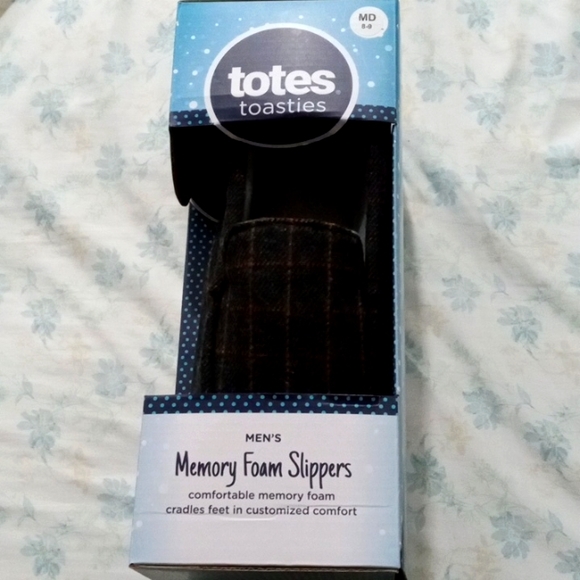 MD
8-9
totes
toasties
MEN'S
Memory Foam Slippers
comfortable memory foam
cradles feet in customized comfort